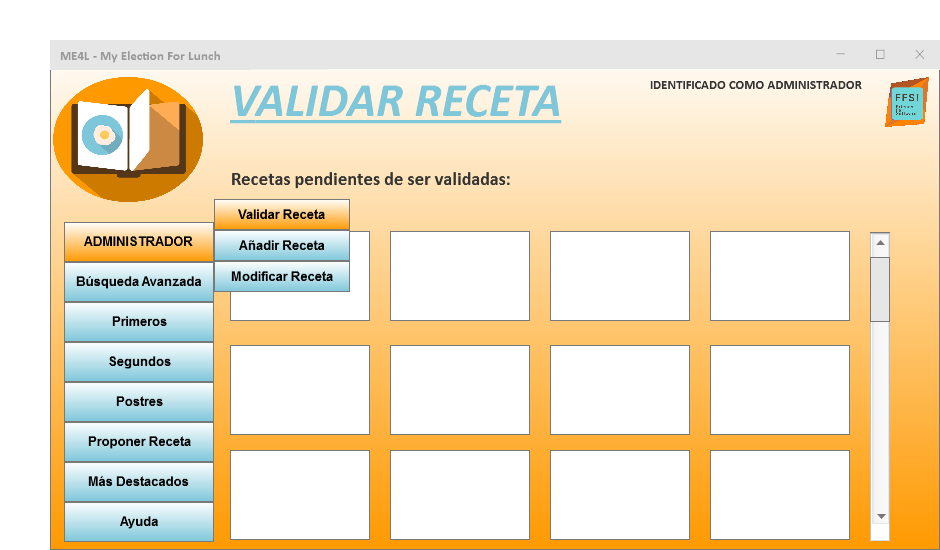 ME4L - My Election For Lunch
VALIDAR RECETA
IDENTIFICADO COMO ADMINISTRADOR
FFSI
Recetas pendientes de ser validadas:
Validar Receta
Añadir Receta
Modificar Receta
ADMINISTRADOR
Búsqueda Avanzada
Primeros
Segundos
Postres
Proponer Receta
Más Destacados
Ayuda